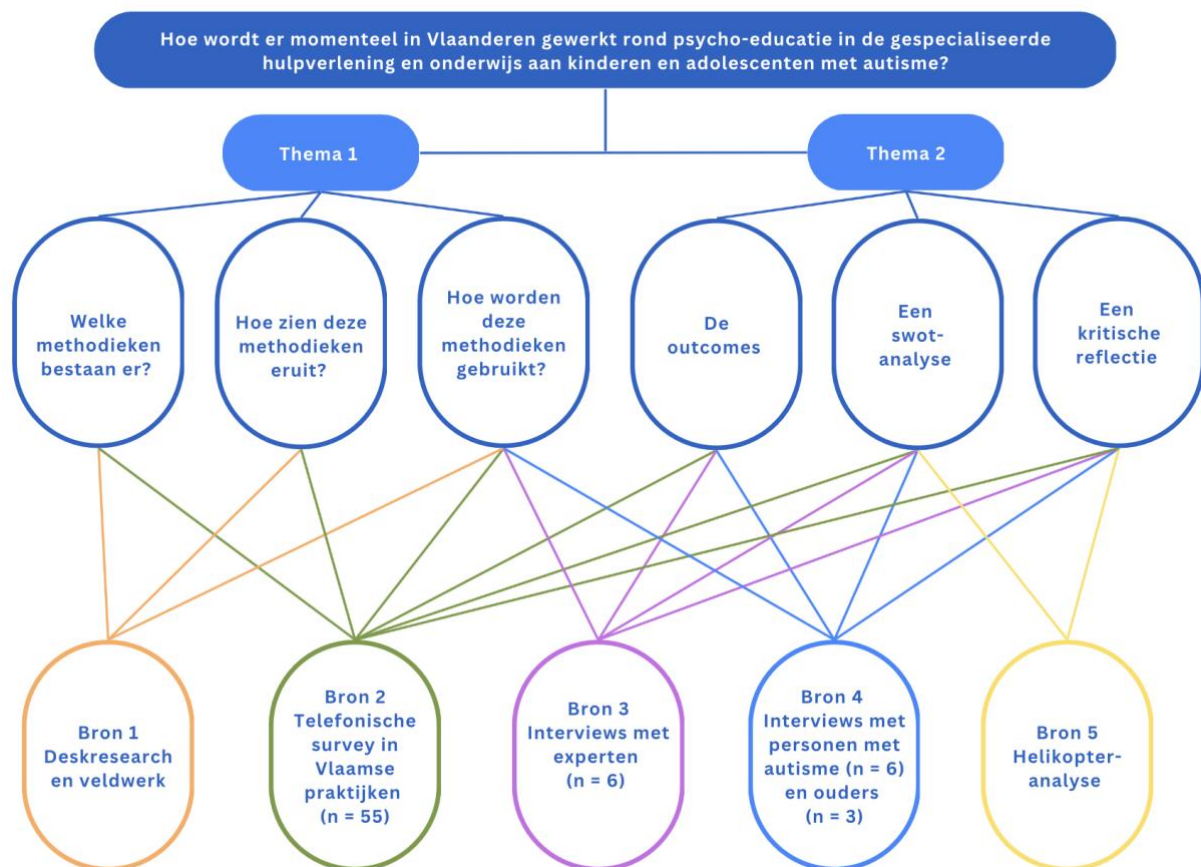 Hoe wordt er momenteel in Vlaanderen gewerkt rond psycho-educatie in de gespecialiseerde
hulpverlening en onderwijs aan kinderen en adolescenten met autisme?
Thema 1
Thema 2
Welke
methodieken
bestaan er?
Hoe zien deze
methodieken
eruit?
Hoe worden
deze
methodieken
gebruikt?
De
outcomes
Een
swot-
analyse
Een
kritische
reflectie
Bron 1
Deskresearch
en veldwerk
Bron 2
Telefonische
survey in
Vlaamse
praktijken
(n = 55)
Bron 3
Interviews met
experten
(n = 6)
Bron 4
Interviews met
personen met
autisme (n = 6)
en ouders
(n = 3)
Bron 5
Helikopter-
analyse